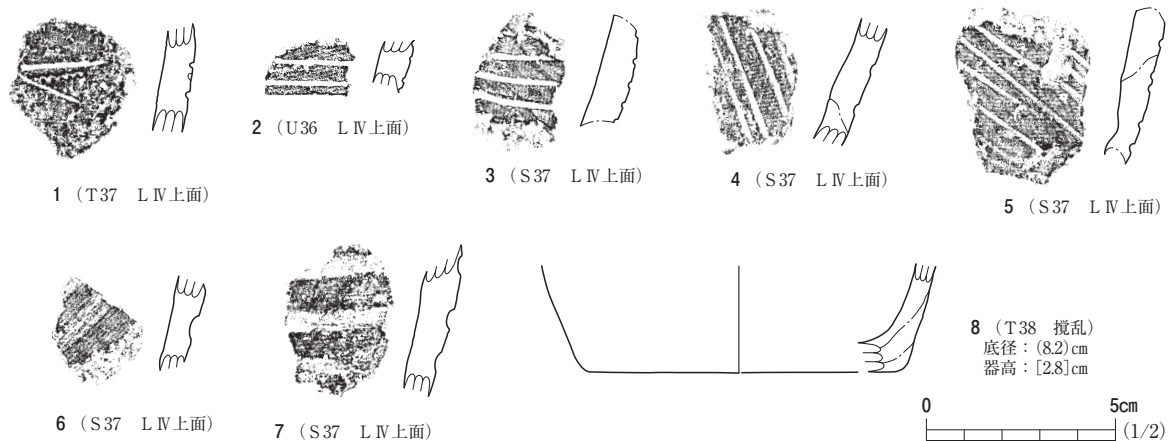 1 (T37 LⅣ上面)
2 (U36 LⅣ上面)
3 (S37 LⅣ上面)
4 (S37 LⅣ上面)
5 (S37 LⅣ上面)
6 (S37 LⅣ上面)
7 (S37 LⅣ上面)
8 (T38 撹乱)
底径：(8.2)㎝
器高：[2.8]㎝
0 5㎝
(1/2)